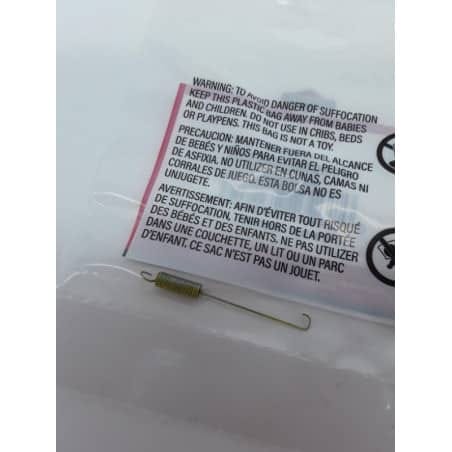 WARNING: TO AVOID DANGER OF SUFFOCATION
KEEP THIS PLASTIC BAG AWAY FROM BABIES
AND CHILDREN. DO NOT USE IN CRIBS, BEDS
OR PLAYPENS. THIS BAG IS NOT A TOY.
PRECAUCION: MANTENER FUERA DEL ALCANCE
DE BEBÉS Y NIÑOS PARA EVITAR EL PELIGRO
DE ASFIXIA. NO UTILIZER EN CUNAS, CAMAS NI
CORRALES DE JUEGO. ESTA BOLSA NO ES
UNJUGETE.
AVERTISSEMENT: AFIN D'ÉVITER TOUT RISQUÉ
DE SUFFOCATION, TENIR HORS DE LA PORTÉE
DES BÉBÉS ET DES ENFANTS. NE PAS UTILIZER
DANS UNE COUCHETTE, UN LIT OU UN PARC
D'ENFANT. CE SAC N'EST PAS UN JOUET.